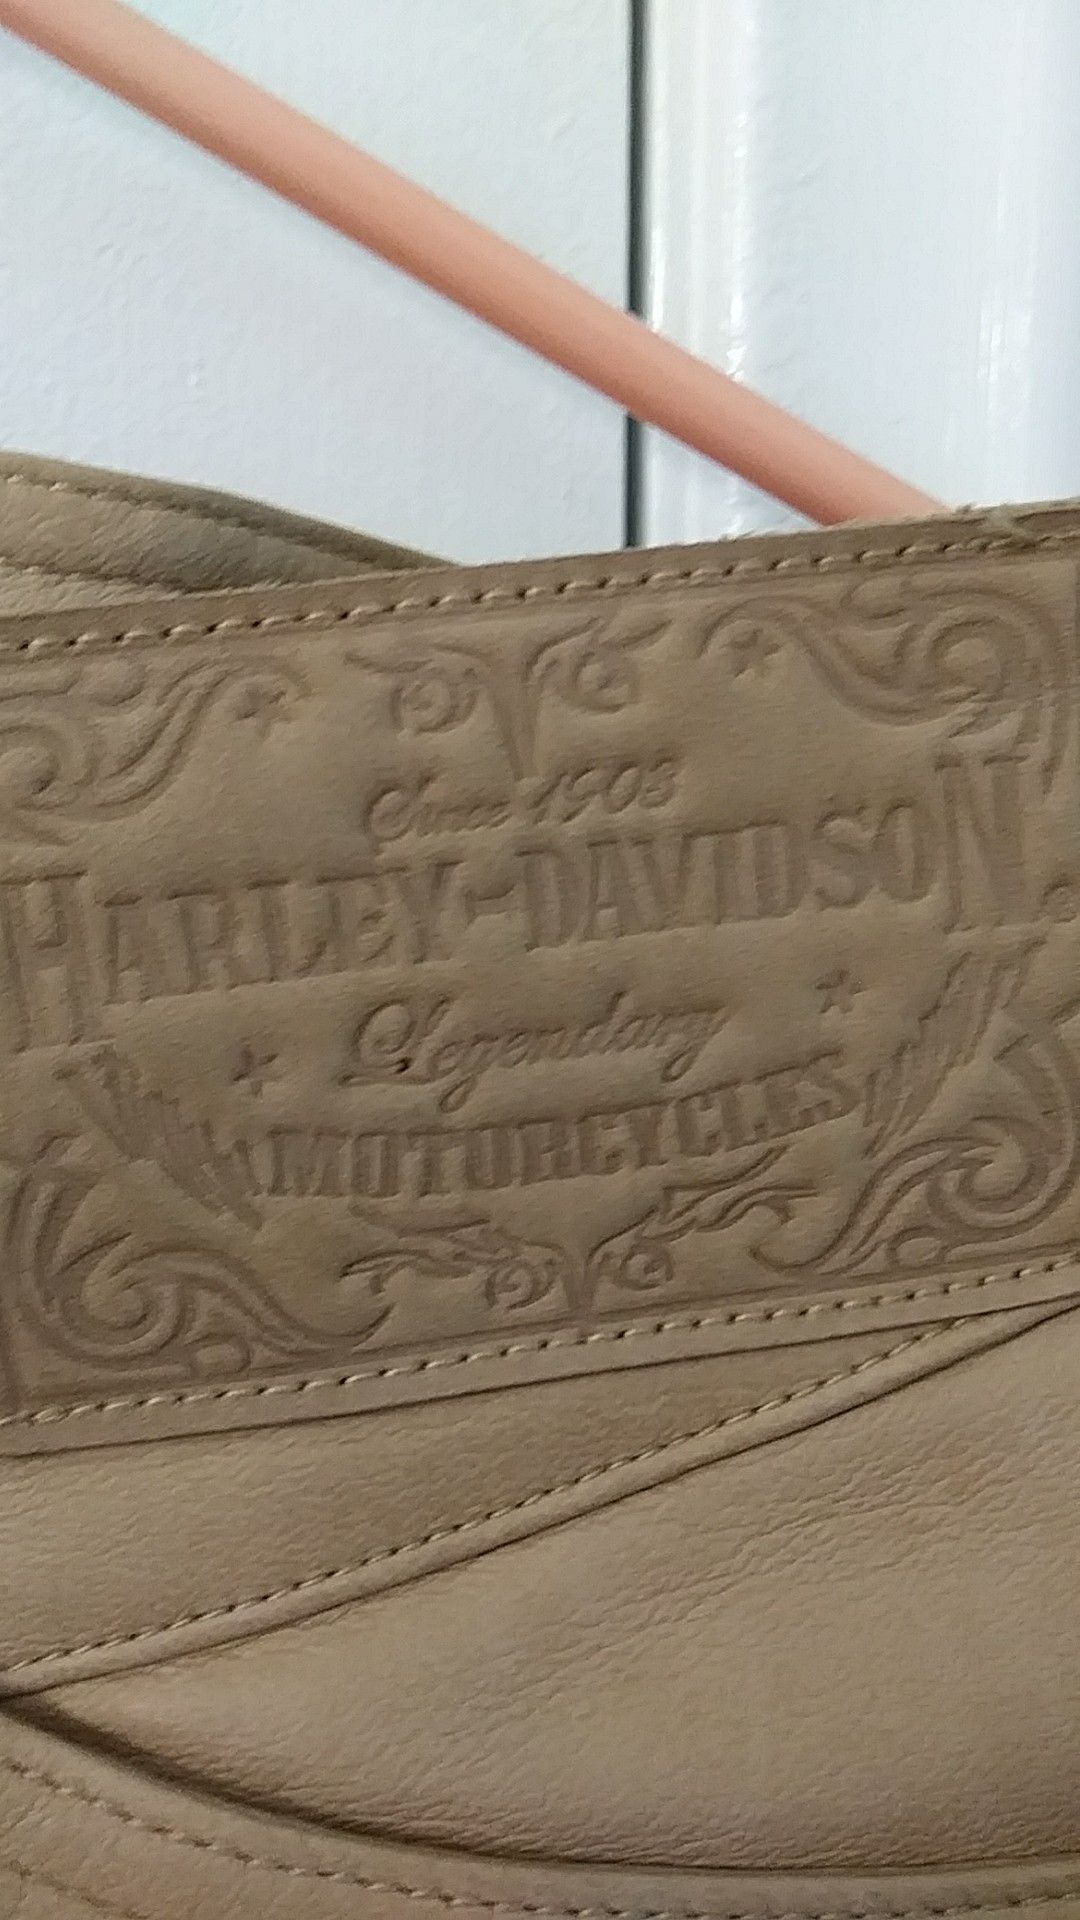 Since 1903
HARLEY-DAVIDSON.
Legendary
MOTORCYCLES